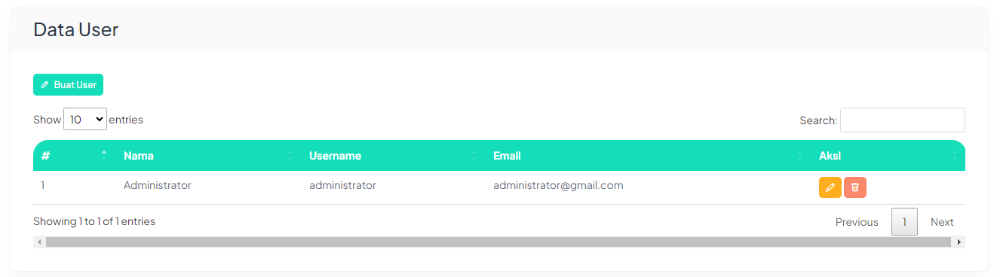 Data User
Buat User
Show 10 entries
Search:
# Nama Username Email Aksi
1 Administrator administrator administrator@gmail.com
Showing 1 to 1 of 1 entries
Previous 1 Next